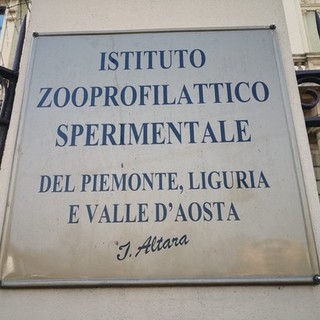 ISTITUTO
ZOOPROFILATTICO
SPERIMENTALE
DEL PIEMONTE, LIGURIA
E VALLE D'AOSTA
I. Altara